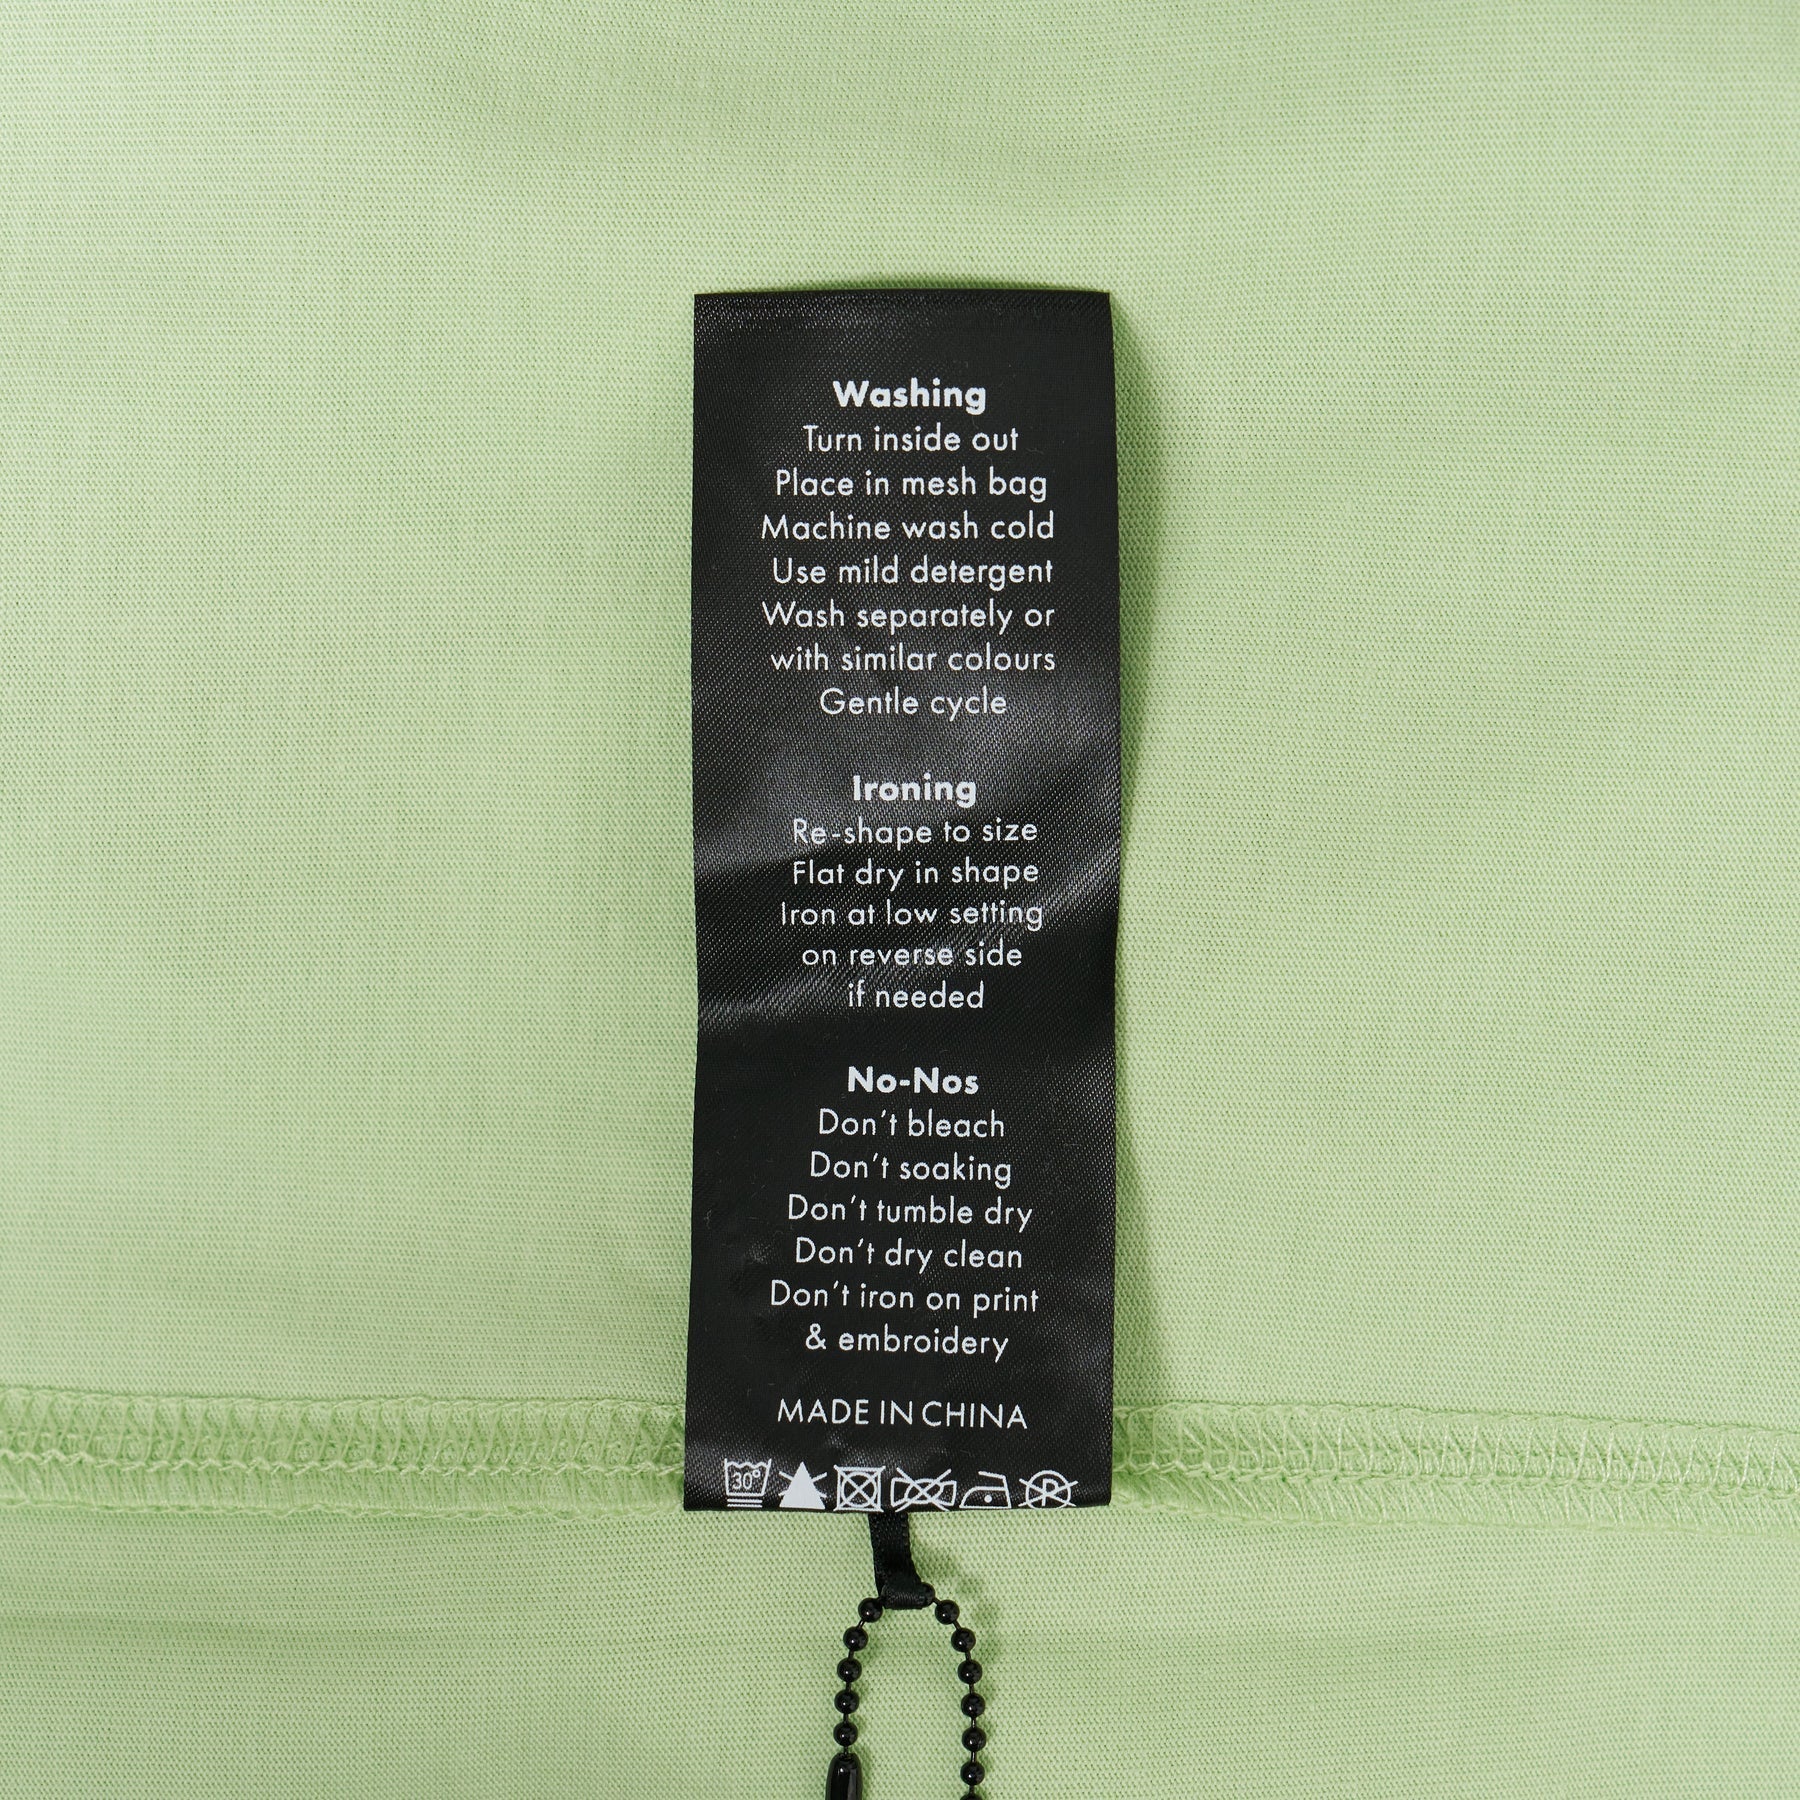 Washing
Turn inside out
Place in mesh bag
Machine wash cold
Use mild detergent
Wash separately or
with similar colours
Gentle cycle
Ironing
Re-shape to size
Flat dry in shape
Iron at low setting
on reverse side
if needed
No-Nos
Don't bleach
Don't soaking
Don't tumble dry
Don't dry clean
Don't iron on print
& embroidery
MADE IN CHINA
30° P